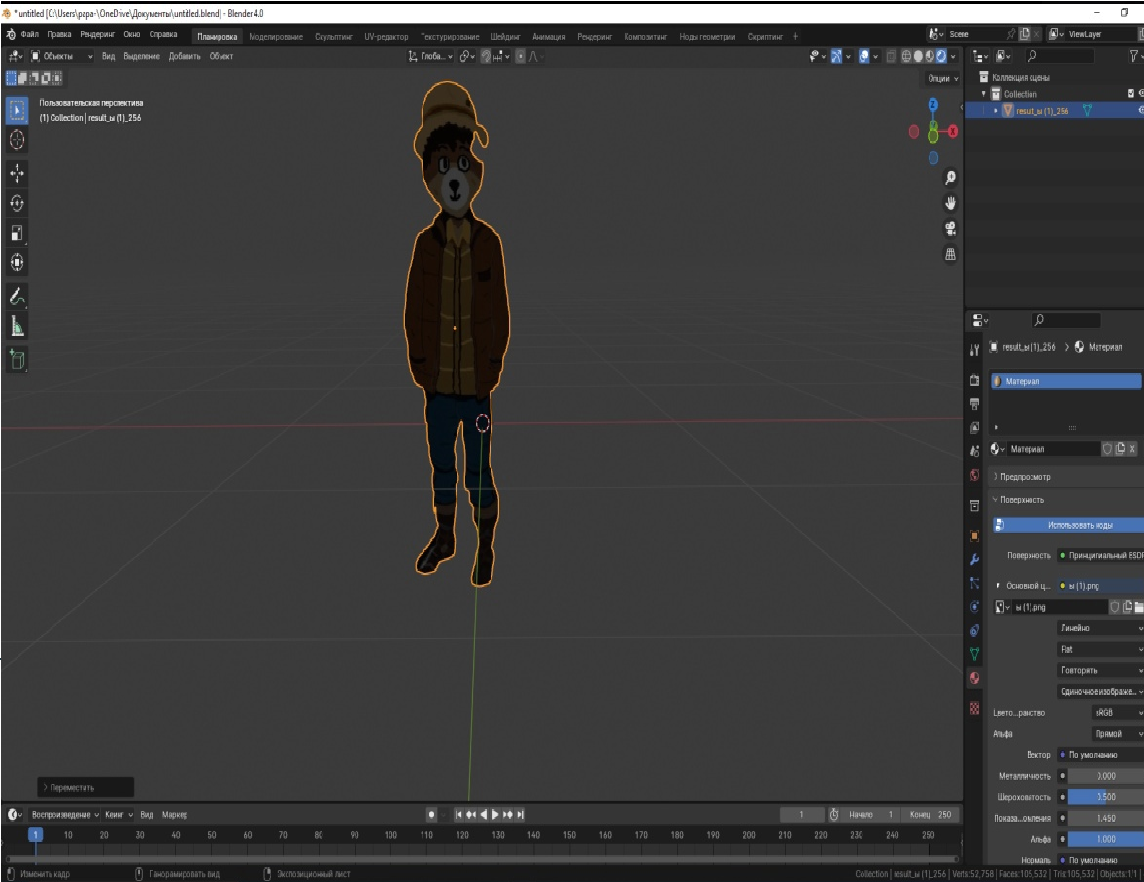 * untitled [C:\Users\pzpa-\OneDrive\Документы\untitled.blend] - Blender 4.0
Файл Правка Рендеринг Окно Справка Планировка Моделирование Скульптинг UV-редактор Текстурирование Шейдинг Анимация Рендеринг Композитинг Ноды геометрии Скриптинг + Scene ViewLayer
Объекты Вид Выделение Добавить Объект Глоба...
Опции
Пользовательская перспектива
(1) Collection | result_ы (1)_256
Z
X
Коллекция сцены
Collection
result_ы (1)_256
result_ы(1)_256 > Материал
Материал
Материал
Предпросмотр
Поверхность
Использовать ноды
Поверхность Принципиальный BSDF
Основной ц... ы (1).png
ы (1).png
Линейно
Flat
Повторять
Одиночное изображе...
Цвето...ранство sRGB
Альфа Прямой
Вектор По умолчанию
Металличность 0.000
Шероховатость 0.500
Показа...омления 1.450
Альфа 1.000
Нормаль По умолчанию
> Переместить
Воспроизведение Кеинг Вид Маркер 1 Начало 1 Конец 250
1 10 20 30 40 50 60 70 80 90 100 110 120 130 140 150 160 170 180 190 200 210 220 230 240 250
Изменить кадр Панорамировать вид Экспозиционный лист Collection | result_ы (1)_256 | Verts:52,758 | Faces:105,532 | Tris:105,532 | Objects:1/1